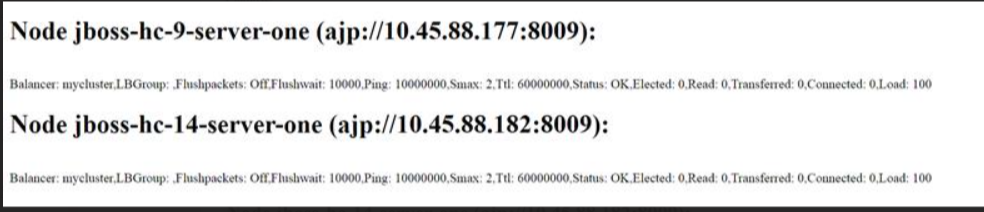 Node jboss-hc-9-server-one (ajp://10.45.88.177:8009):
Balancer: mycluster,LBGroup: ,Flushpackets: Off,Flushwait: 10000,Ping: 10000000,Smax: 2,Ttl: 60000000,Status: OK,Elected: 0,Read: 0,Transferred: 0,Connected: 0,Load: 100
Node jboss-hc-14-server-one (ajp://10.45.88.182:8009):
Balancer: mycluster,LBGroup: ,Flushpackets: Off,Flushwait: 10000,Ping: 10000000,Smax: 2,Ttl: 60000000,Status: OK,Elected: 0,Read: 0,Transferred: 0,Connected: 0,Load: 100